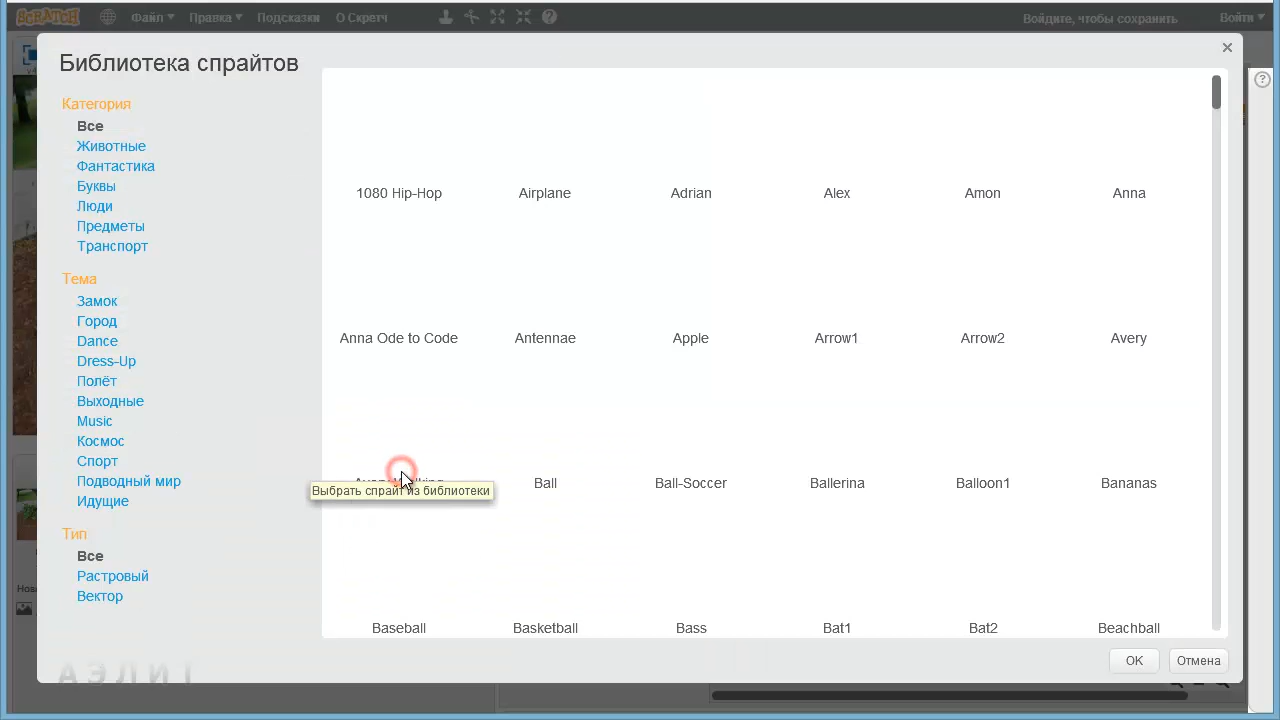 SCRATCH Файл Правка Подсказки О Скретч Войдите, чтобы сохранить Войти
Библиотека спрайтов
Категория
Все
Животные
Фантастика
Буквы
Люди
Предметы
Транспорт
Тема
Замок
Город
Dance
Dress-Up
Полёт
Выходные
Music
Космос
Спорт
Подводный мир
Идущие
Тип
Все
Растровый
Вектор
1080 Hip-Hop Airplane Adrian Alex Amon Anna
Anna Ode to Code Antennae Apple Arrow1 Arrow2 Avery
Ball Ball-Soccer Ballerina Balloon1 Bananas
Выбрать спрайт из библиотеки
Baseball Basketball Bass Bat1 Bat2 Beachball
OK Отмена
АЭЛИТ